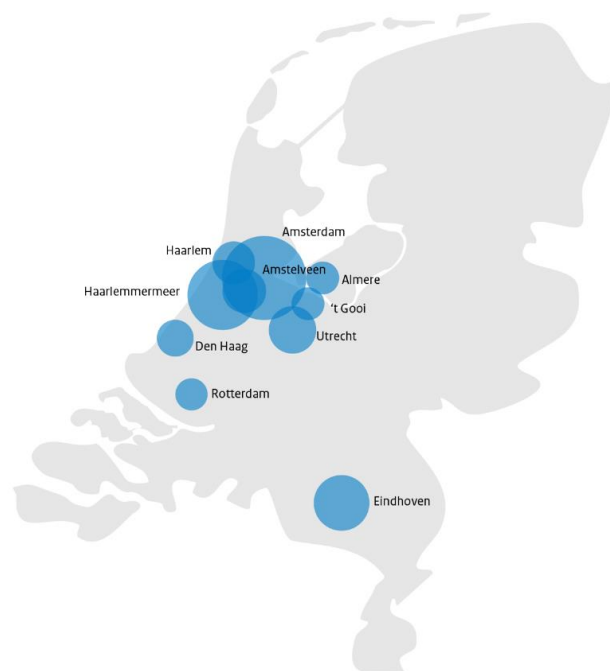 Amsterdam
Haarlem
Amstelveen
Almere
Haarlemmermeer
‘t Gooi
Utrecht
Den Haag
Rotterdam
Eindhoven